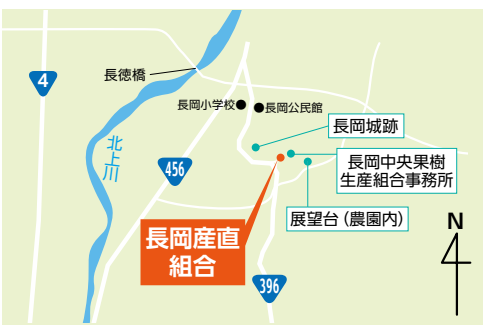 4
長徳橋
長岡小学校
長岡公民館
長岡城跡
北上川
456
長岡中央果樹
生産組合事務所
展望台（農園内）
長岡産直
組合
N
396